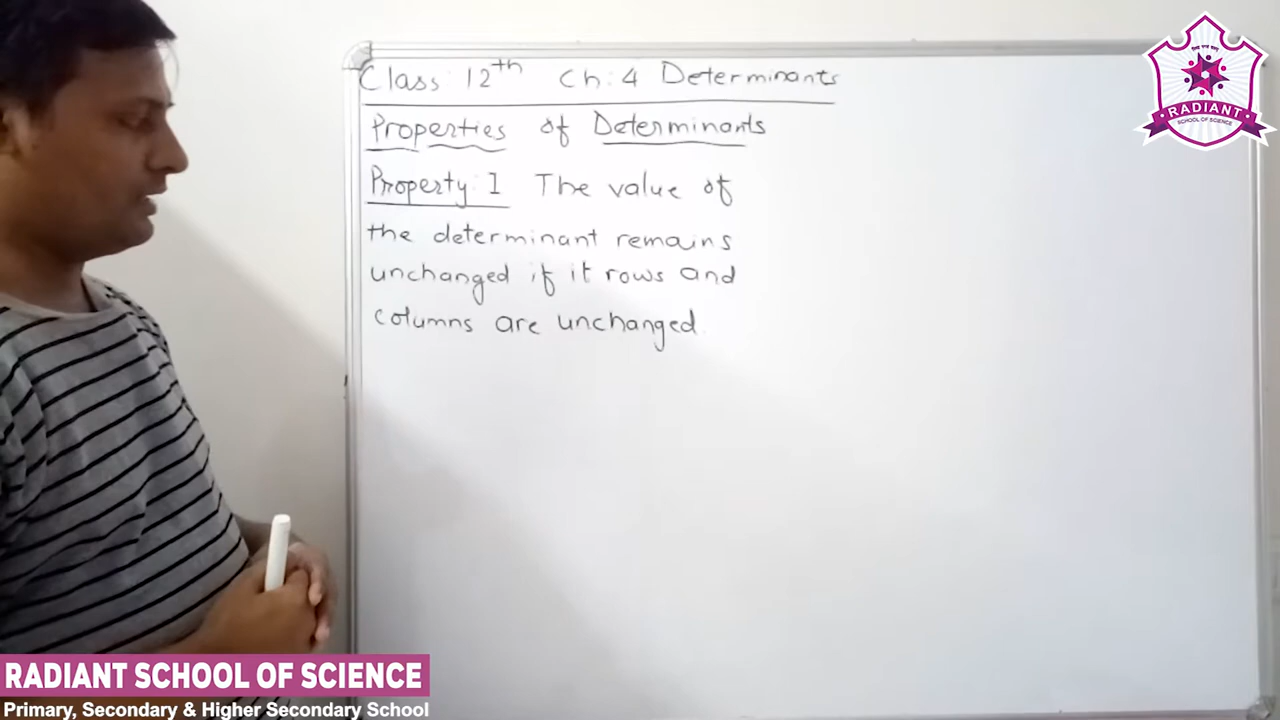 Class: 12th Ch: 4 Determinants
Properties of Determinants
Property: I The value of
the determinant remains
unchanged if it rows and
columns are unchanged.
RADIANT
SCHOOL OF SCIENCE
RADIANT SCHOOL OF SCIENCE
Primary, Secondary & Higher Secondary School